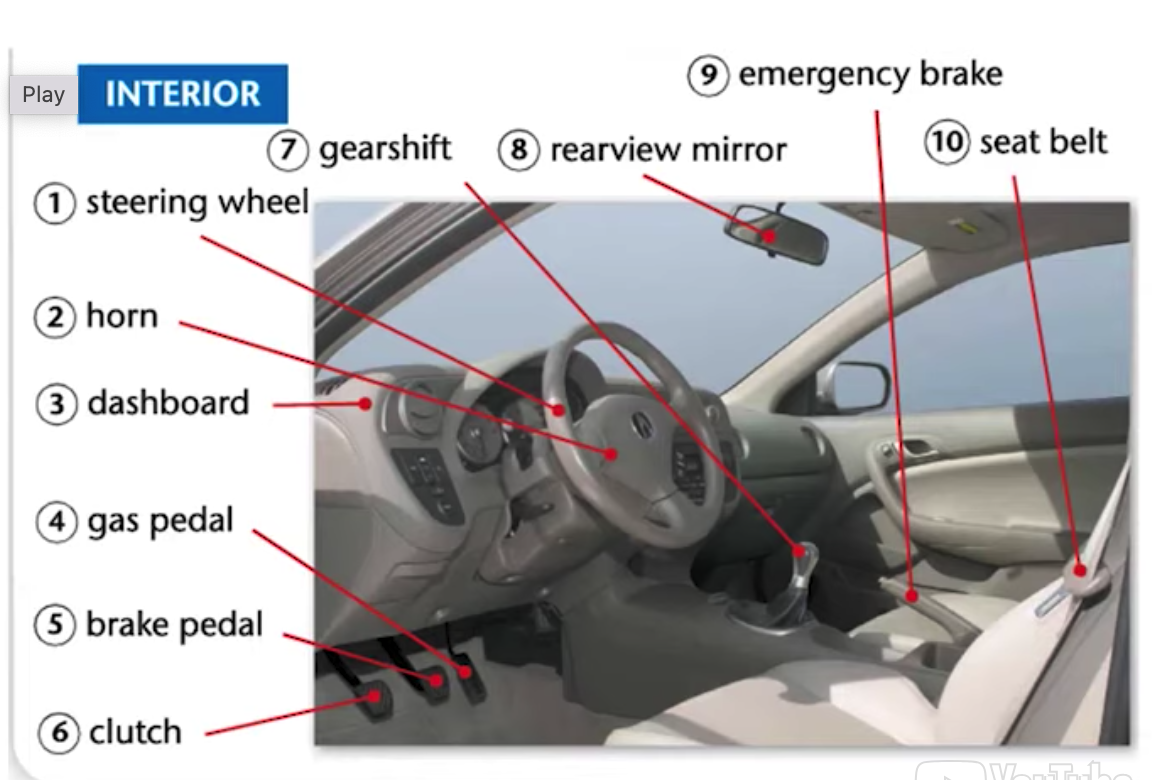 Play
INTERIOR
9 emergency brake
7 gearshift
8 rearview mirror
10 seat belt
1 steering wheel
2 horn
3 dashboard
4 gas pedal
5 brake pedal
6 clutch
YouTube